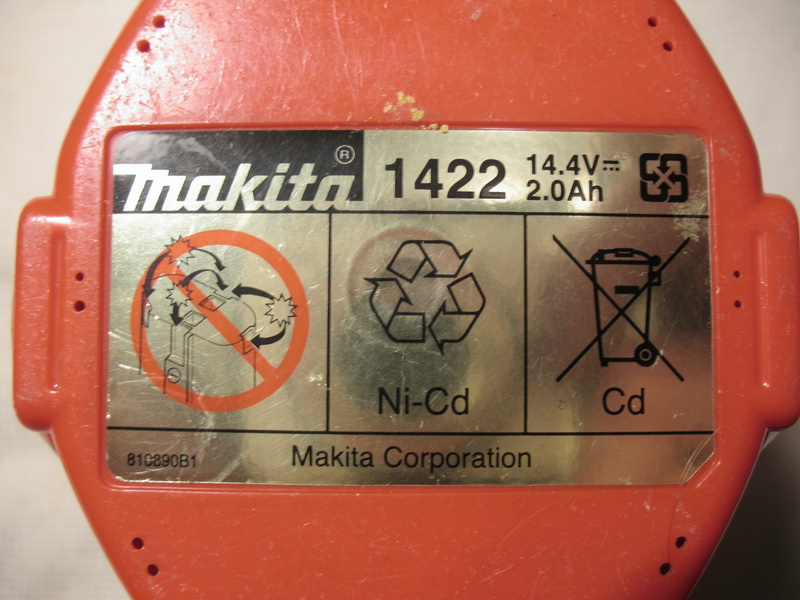 makita®
1422
14.4V⎓
2.0Ah
Ni-Cd
Cd
810890B1
Makita Corporation